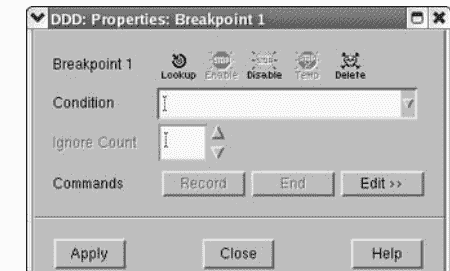 DDD: Properties: Breakpoint 1
Breakpoint 1
Lookup Enable Disable Temp Delete
Condition
Ignore Count
Commands Record End Edit >>
Apply Close Help